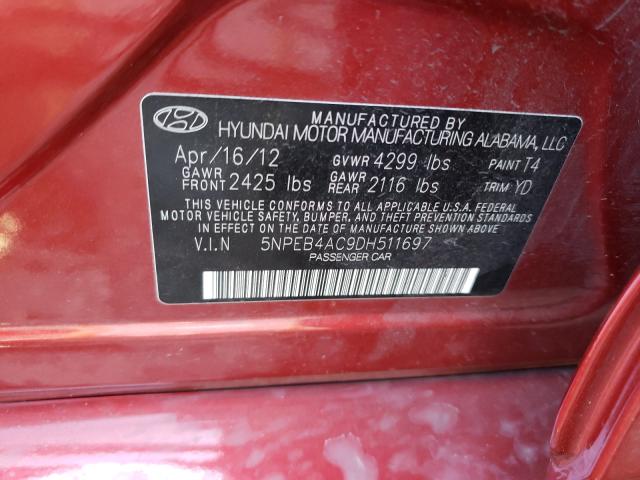 MANUFACTURED BY
HYUNDAI MOTOR MANUFACTURING ALABAMA, LLC
Apr/16/12 GVWR 4299 lbs PAINT T4
GAWR FRONT 2425 lbs GAWR REAR 2116 lbs TRIM YD
THIS VEHICLE CONFORMS TO ALL APPLICABLE U.S.A. FEDERAL
MOTOR VEHICLE SAFETY, BUMPER, AND THEFT PREVENTION STANDARDS
IN EFFECT ON THE DATE OF MANUFACTURE SHOWN ABOVE.
V.I.N 5NPEB4AC9DH511697
PASSENGER CAR